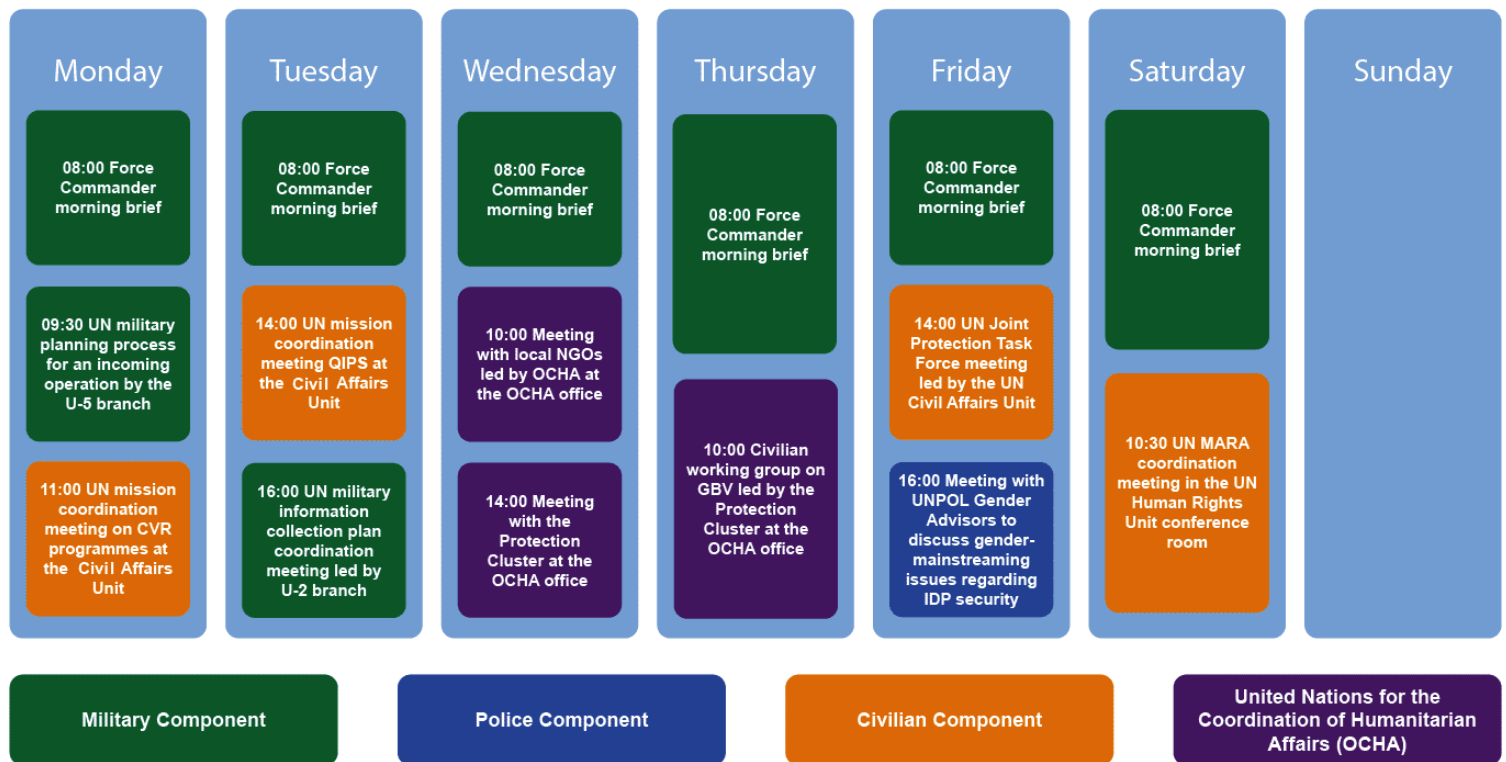 Monday
08:00 Force
Commander
morning brief
09:30 UN military
planning process
for an incoming
operation by the
U-5 branch
11:00 UN mission
coordination
meeting on CVR
programmes at
the Civil Affairs
Unit
Tuesday
08:00 Force
Commander
morning brief
14:00 UN mission
coordination
meeting QIPS at
the Civil Affairs
Unit
16:00 UN military
information
collection plan
coordination
meeting led by
U-2 branch
Wednesday
08:00 Force
Commander
morning brief
10:00 Meeting
with local NGOs
led by OCHA at
the OCHA office
14:00 Meeting
with the
Protection
Cluster at the
OCHA office
Thursday
08:00 Force
Commander
morning brief
10:00 Civilian
working group on
GBV led by the
Protection
Cluster at the
OCHA office
Friday
08:00 Force
Commander
morning brief
14:00 UN Joint
Protection Task
Force meeting
led by the UN
Civil Affairs Unit
16:00 Meeting with
UNPOL Gender
Advisors to
discuss gender-
mainstreaming
issues regarding
IDP security
Saturday
08:00 Force
Commander
morning brief
10:30 UN MARA
coordination
meeting in the UN
Human Rights
Unit conference
room
Sunday
Military Component
Police Component
Civilian Component
United Nations for the
Coordination of Humanitarian
Affairs (OCHA)